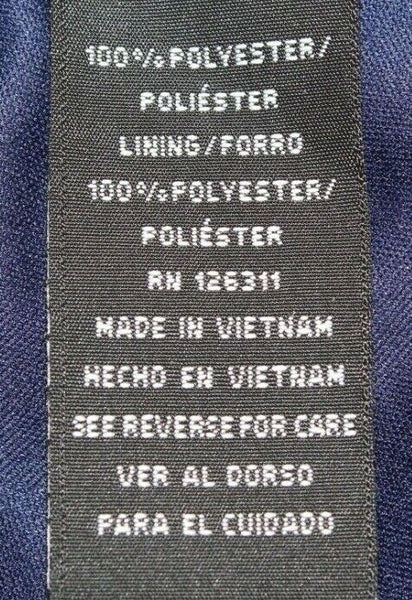 100% POLYESTER/
POLIÉSTER
LINING/FORRO
100% POLYESTER/
POLIÉSTER
RN 126311
MADE IN VIETNAM
HECHO EN VIETNAM
SEE REVERSE FOR CARE
VER AL DORSO
PARA EL CUIDADO